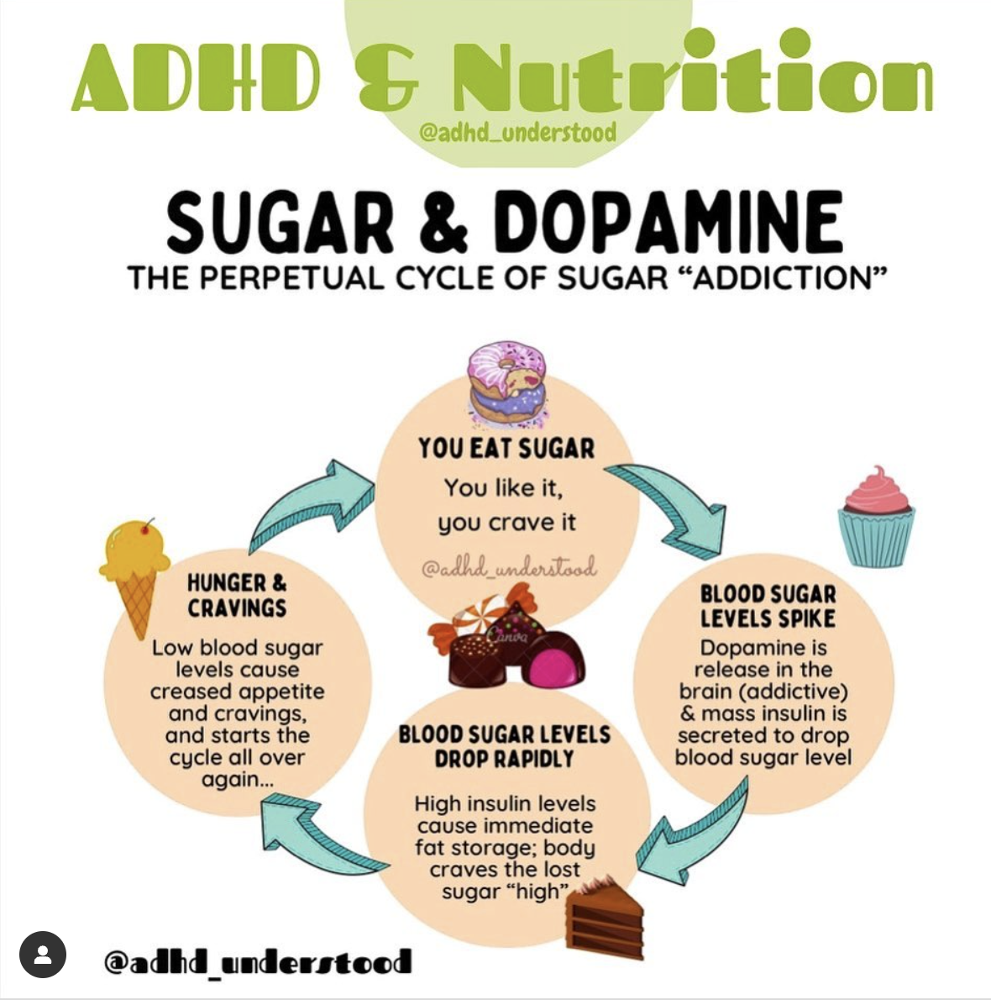 ADHD & Nutrition
@adhd_understood
SUGAR & DOPAMINE
THE PERPETUAL CYCLE OF SUGAR “ADDICTION”
YOU EAT SUGAR
You like it,
you crave it
@adhd_understood
BLOOD SUGAR
LEVELS SPIKE
Dopamine is
release in the
brain (addictive)
& mass insulin is
secreted to drop
blood sugar level
Canva
BLOOD SUGAR LEVELS
DROP RAPIDLY
High insulin levels
cause immediate
fat storage; body
craves the lost
sugar “high”
HUNGER &
CRAVINGS
Low blood sugar
levels cause
creased appetite
and cravings,
and starts the
cycle all over
again...
@adhd_understood